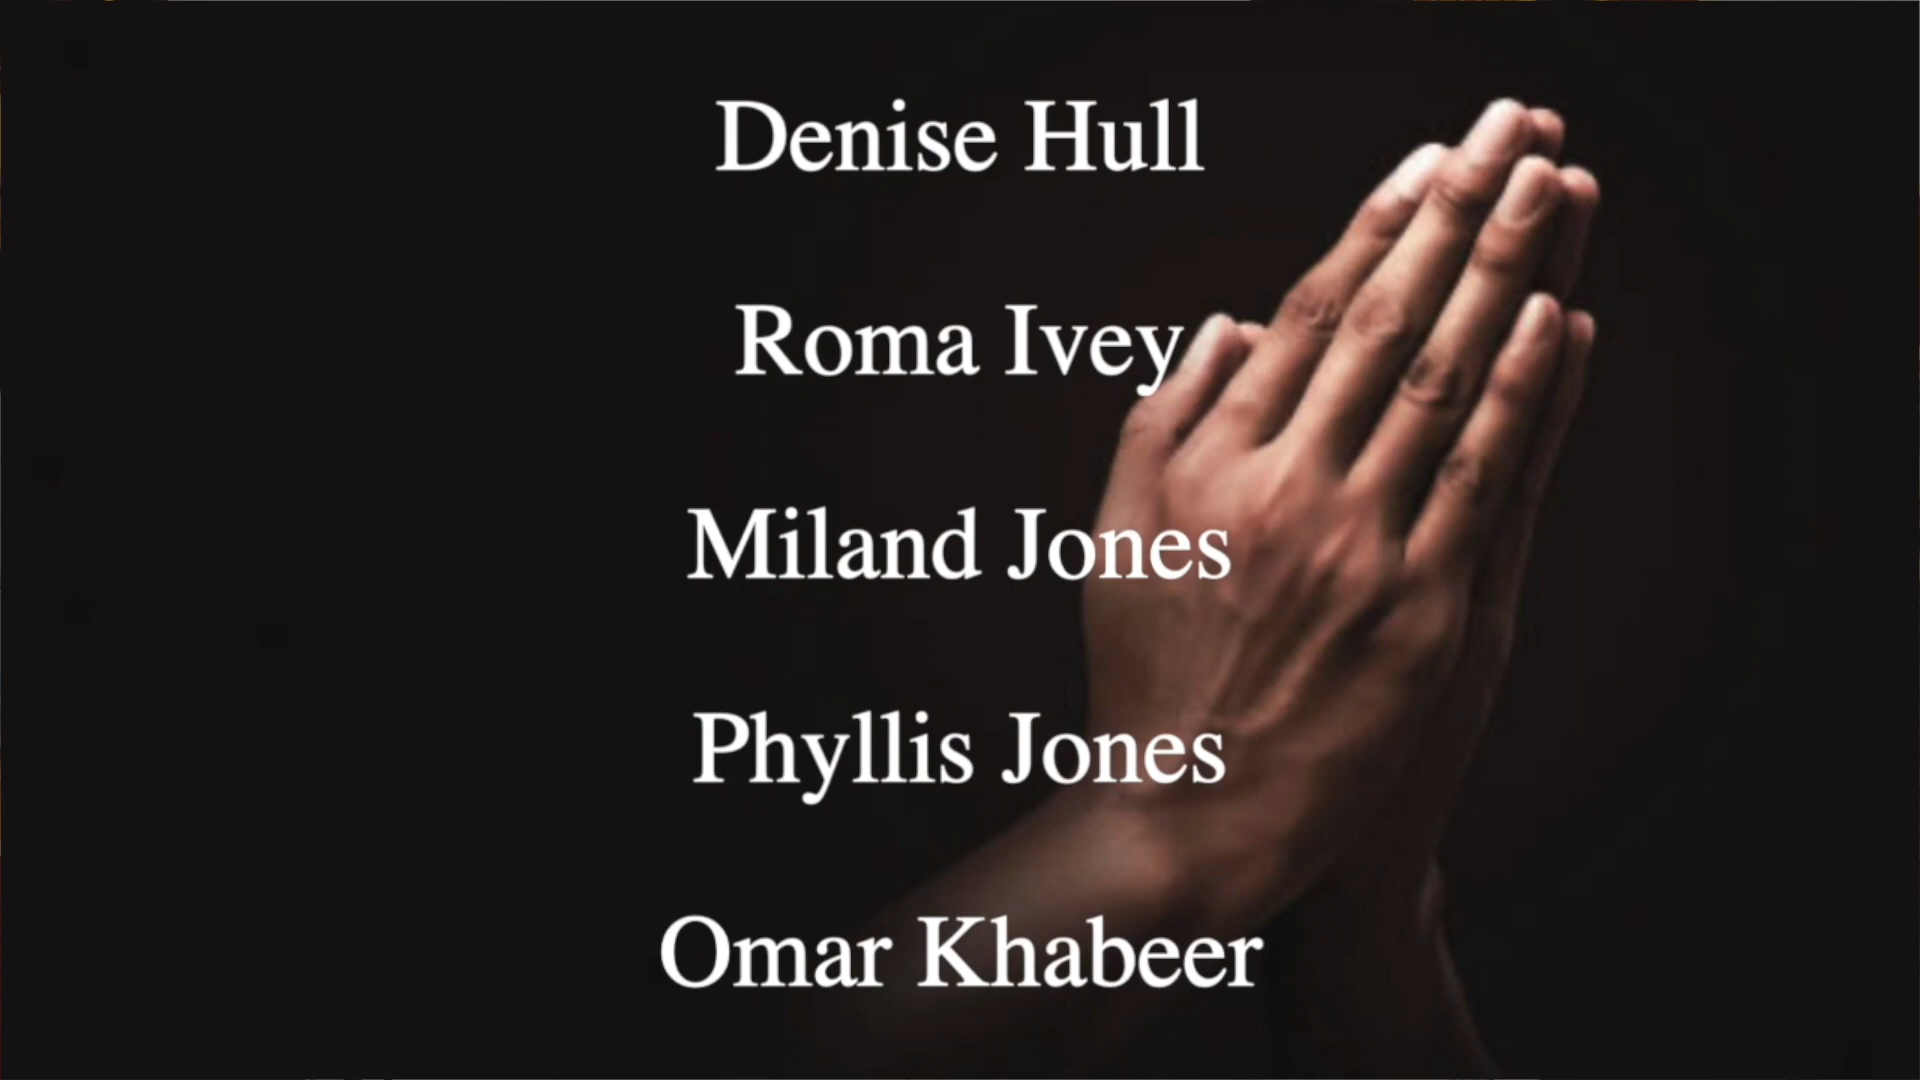 Denise Hull
Roma Ivey
Miland Jones
Phyllis Jones
Omar Khabeer